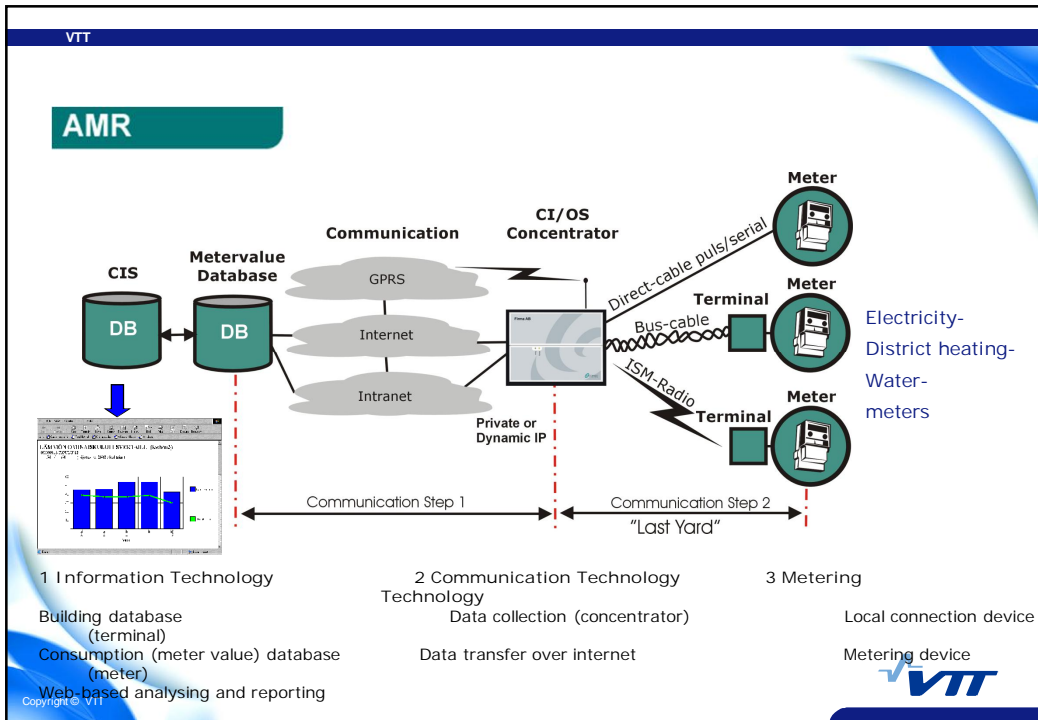 VTT
AMR
Meter
CI/OS
Concentrator
Communication
Metervalue
Database
CIS
GPRS
Direct-cable puls/serial
Meter
Terminal
DB
DB
Internet
Bus-cable
Electricity-
District heating-
Water-
meters
ISM-Radio
Intranet
Meter
Terminal
Private or
Dynamic IP
Communication Step 1
Communication Step 2
"Last Yard"
1 Information Technology 2 Communication Technology 3 Metering
Technology
Building database Data collection (concentrator) Local connection device
(terminal)
Consumption (meter value) database Data transfer over internet Metering device
(meter)
Web-based analysing and reporting
VTT
Copyright © VTT